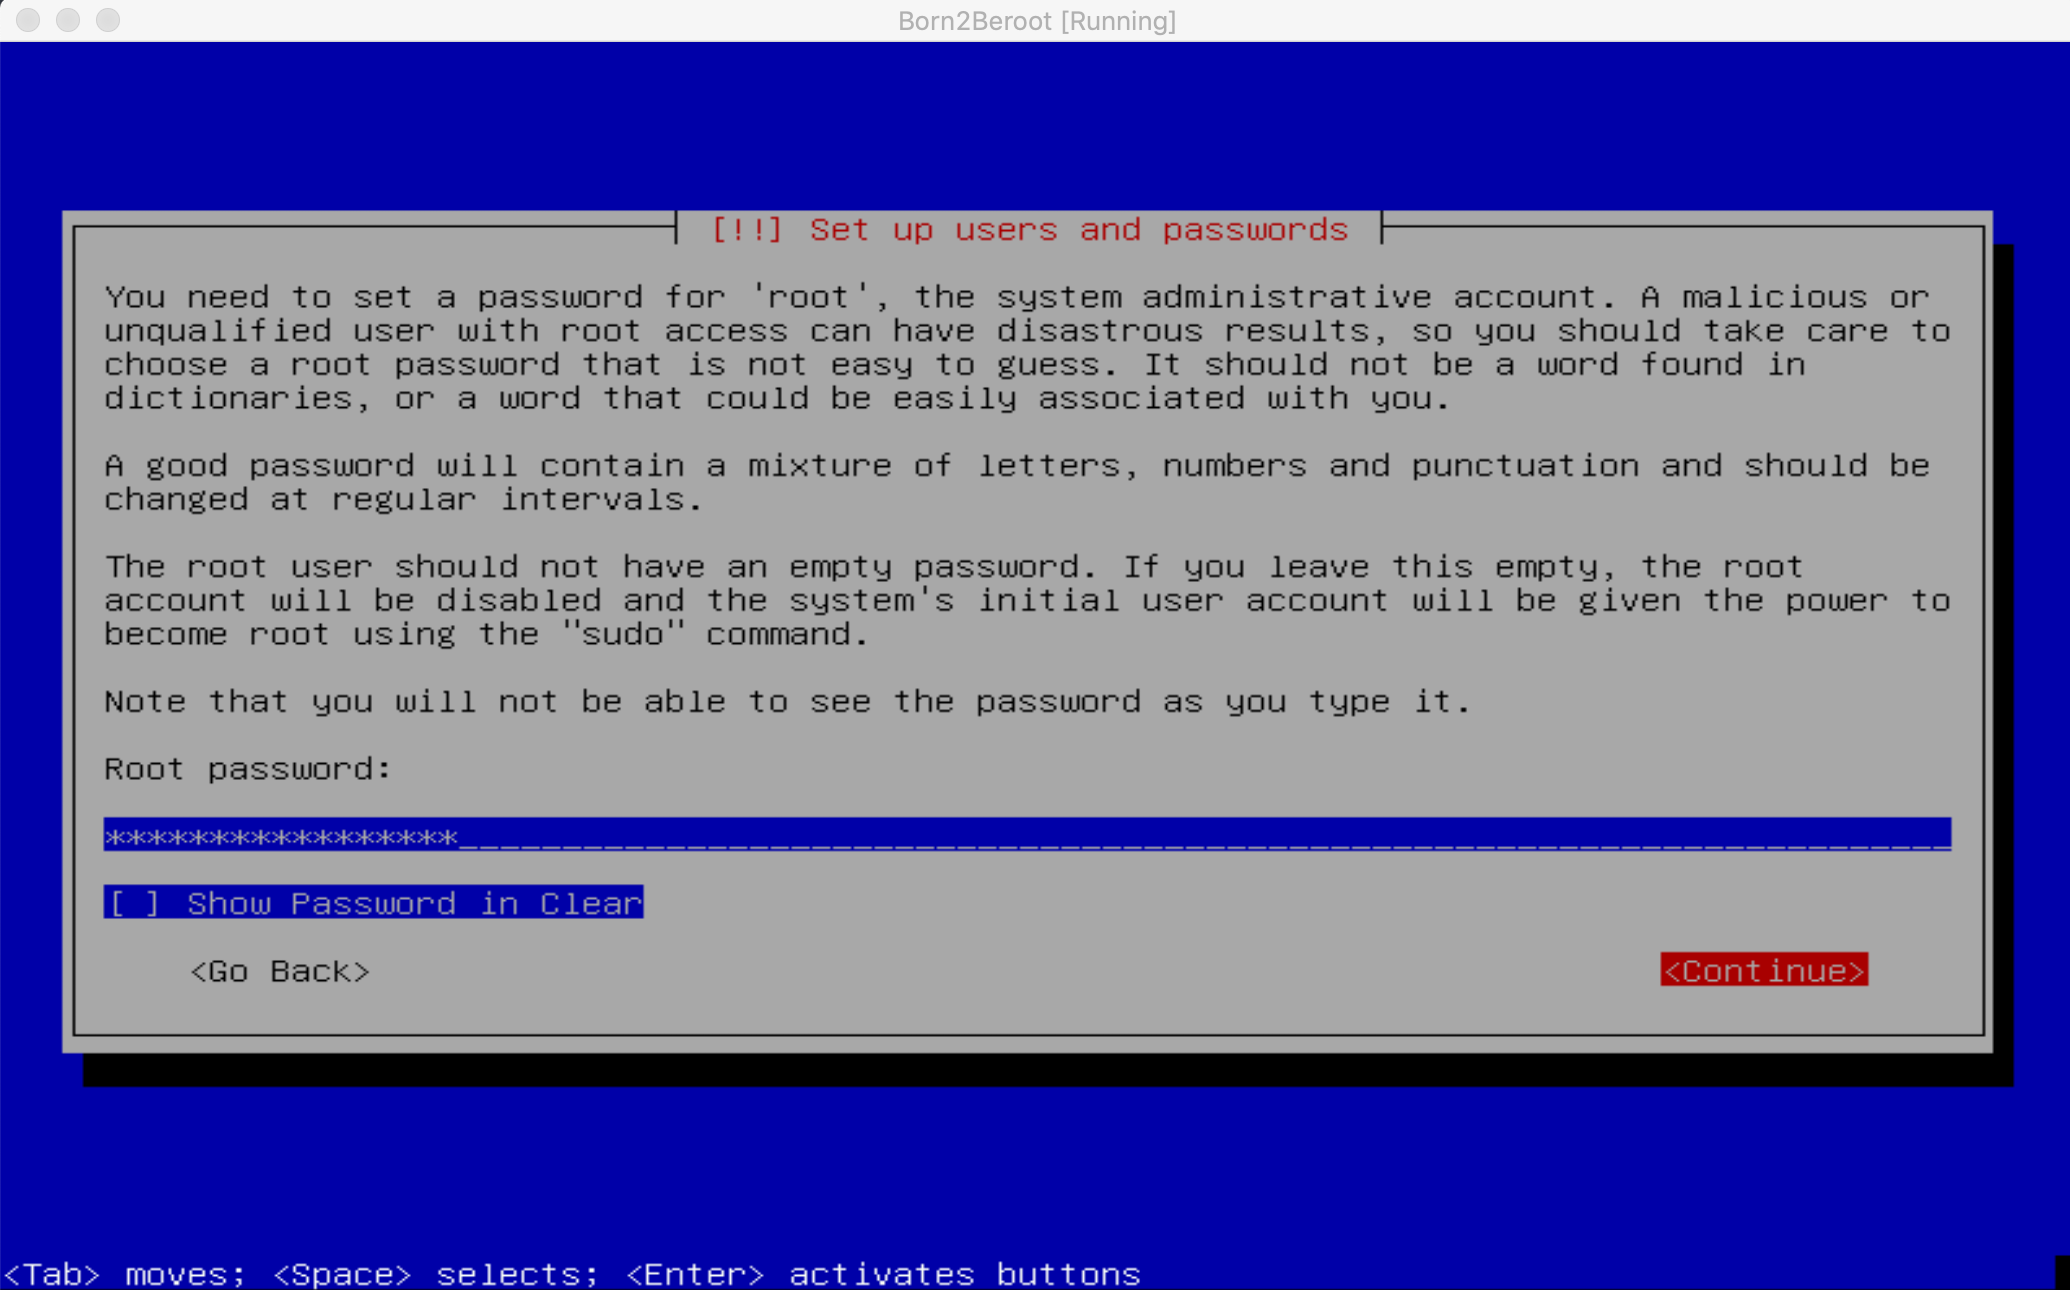 Born2Beroot [Running]
[!!] Set up users and passwords
You need to set a password for 'root', the system administrative account. A malicious or
unqualified user with root access can have disastrous results, so you should take care to
choose a root password that is not easy to guess. It should not be a word found in
dictionaries, or a word that could be easily associated with you.
A good password will contain a mixture of letters, numbers and punctuation and should be
changed at regular intervals.
The root user should not have an empty password. If you leave this empty, the root
account will be disabled and the system's initial user account will be given the power to
become root using the "sudo" command.
Note that you will not be able to see the password as you type it.
Root password:
*****************________________________________________________________________________
[ ] Show Password in Clear
<Go Back> <Continue>
<Tab> moves; <Space> selects; <Enter> activates buttons